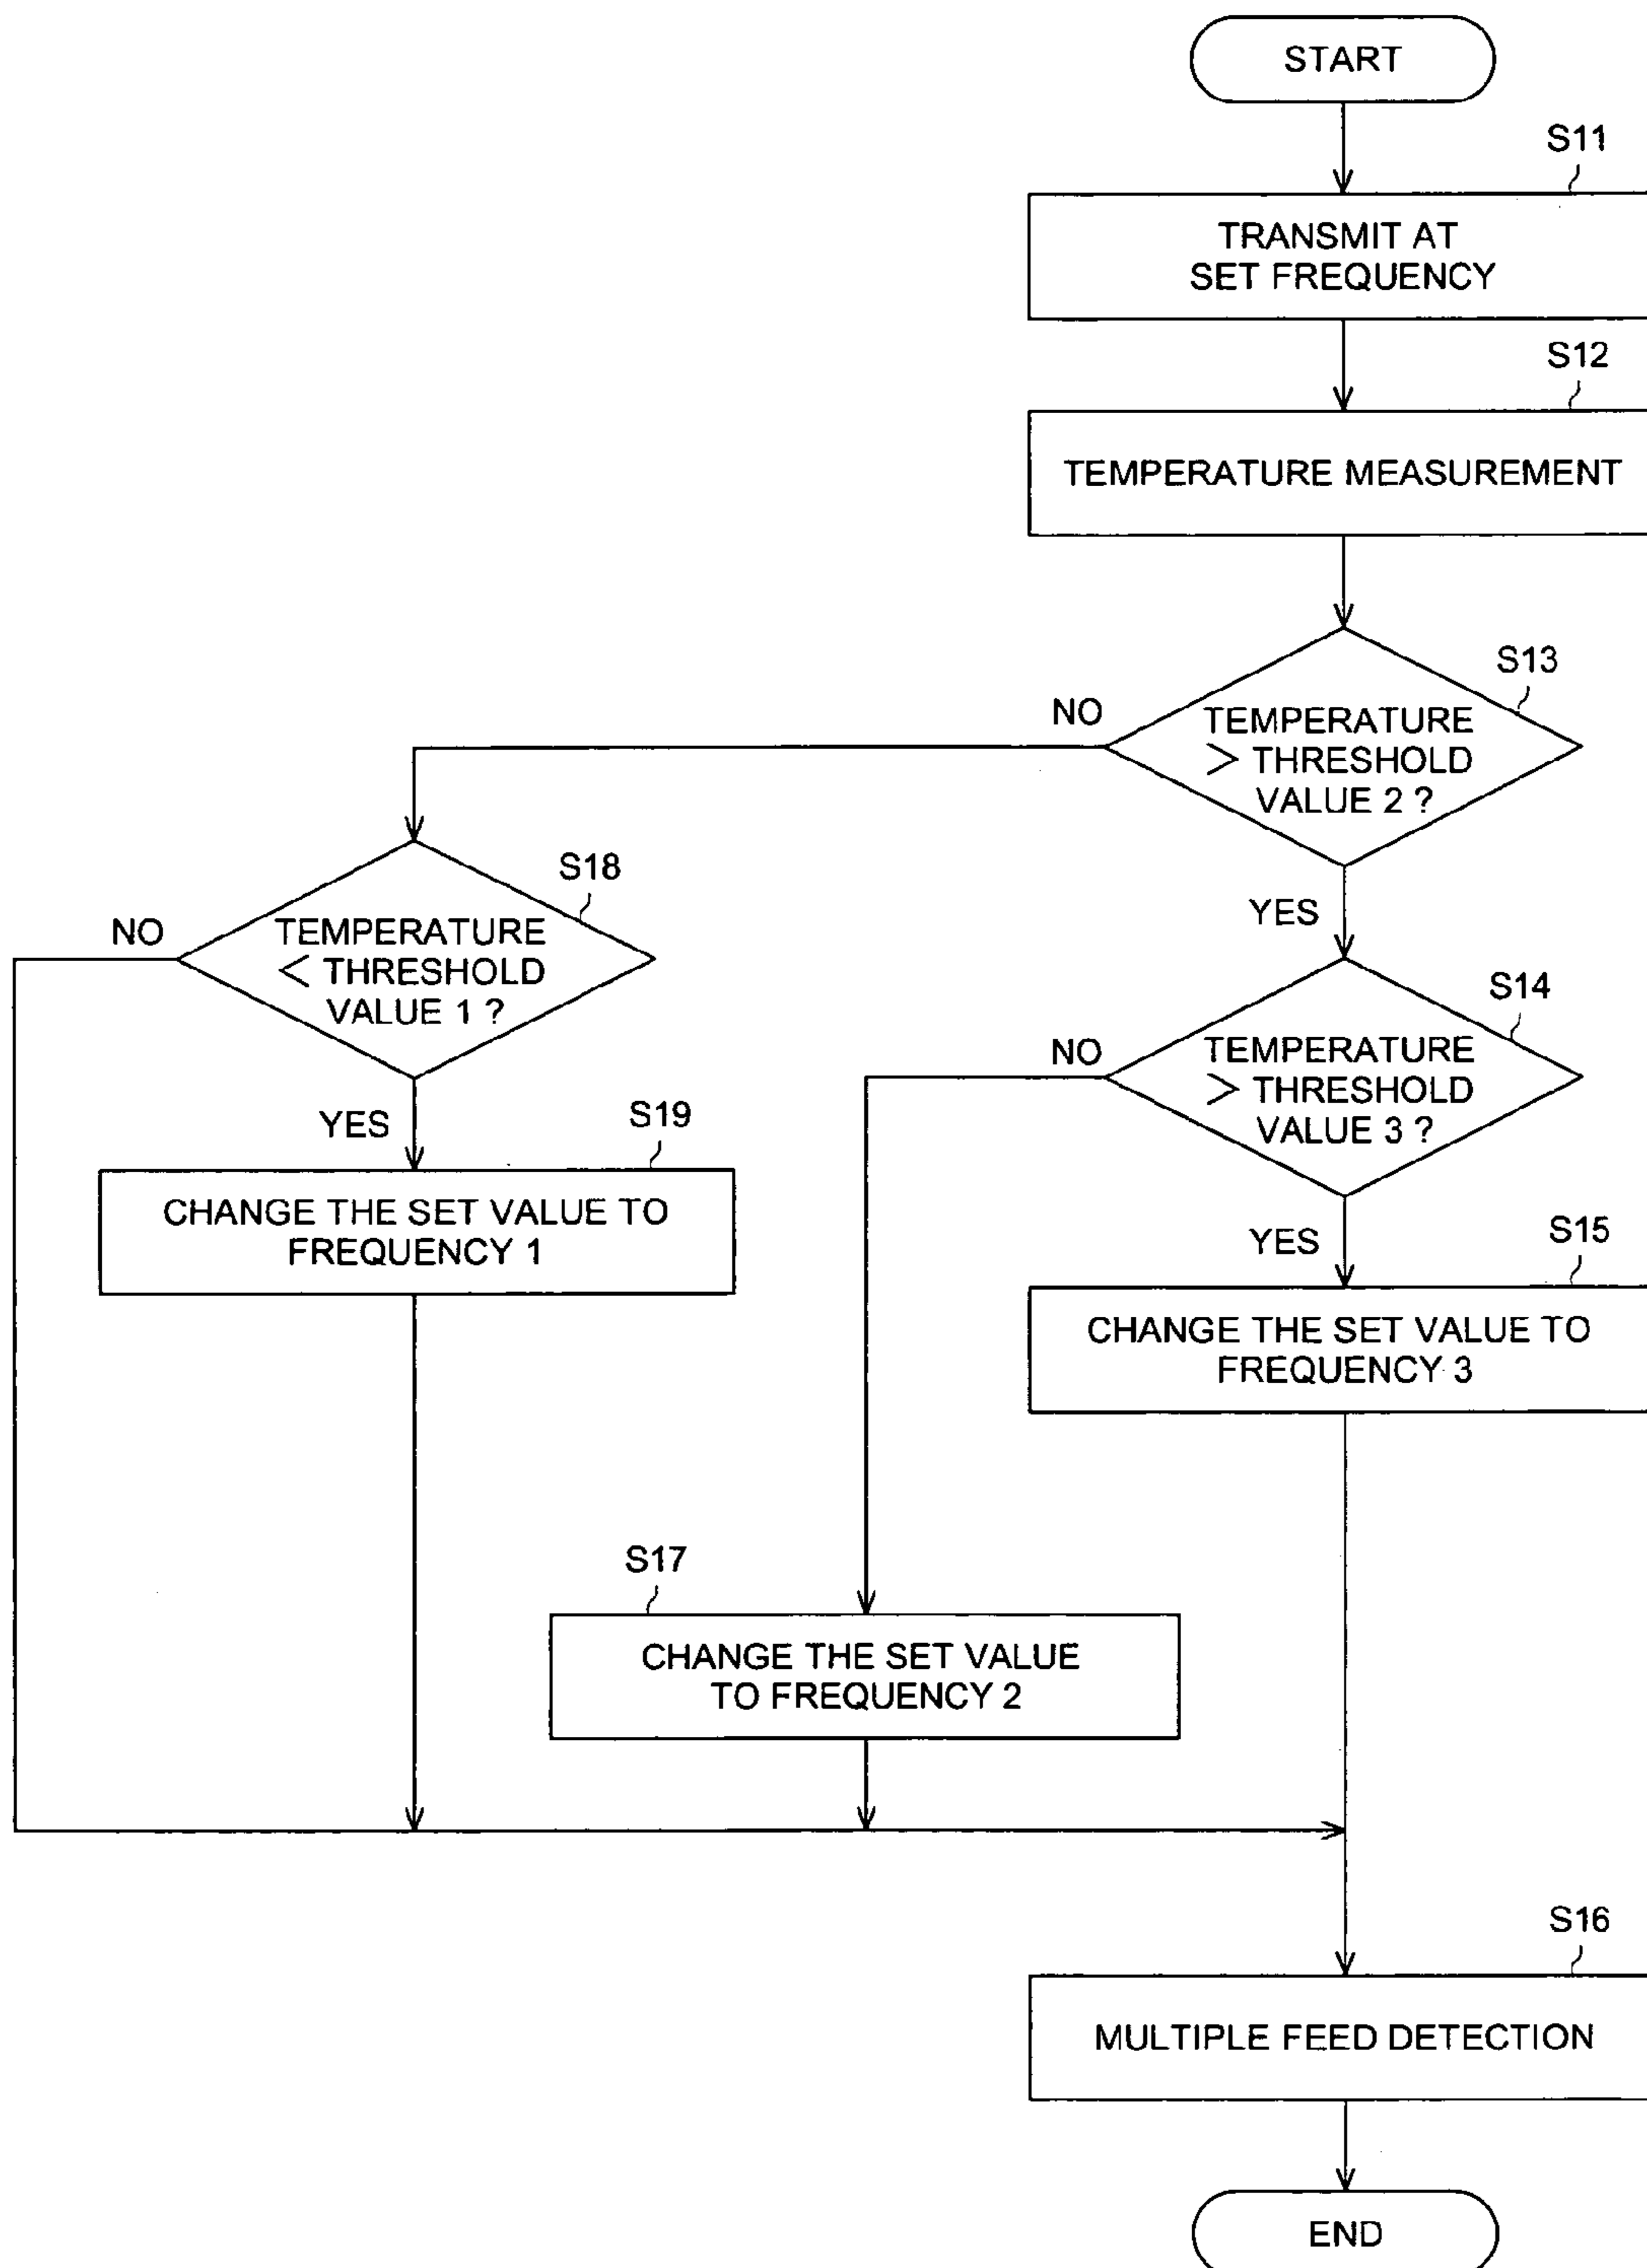 START
S11
TRANSMIT AT
SET FREQUENCY
S12
TEMPERATURE MEASUREMENT
S13
NO
TEMPERATURE
> THRESHOLD
VALUE 2 ?
YES
S18
NO
TEMPERATURE
< THRESHOLD
VALUE 1 ?
YES
S14
NO
TEMPERATURE
> THRESHOLD
VALUE 3 ?
YES
S19
CHANGE THE SET VALUE TO
FREQUENCY 1
S15
CHANGE THE SET VALUE TO
FREQUENCY 3
S17
CHANGE THE SET VALUE
TO FREQUENCY 2
S16
MULTIPLE FEED DETECTION
END